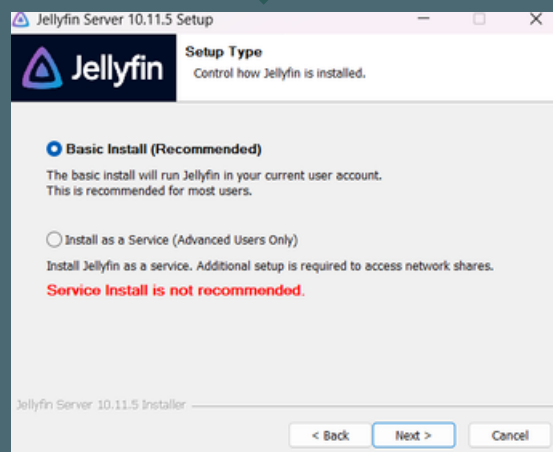 Jellyfin Server 10.11.5 Setup
Jellyfin
Setup Type
Control how Jellyfin is installed.
Basic Install (Recommended)
The basic install will run Jellyfin in your current user account.
This is recommended for most users.
Install as a Service (Advanced Users Only)
Install Jellyfin as a service. Additional setup is required to access network shares.
Service Install is not recommended.
Jellyfin Server 10.11.5 Installer
< Back Next > Cancel